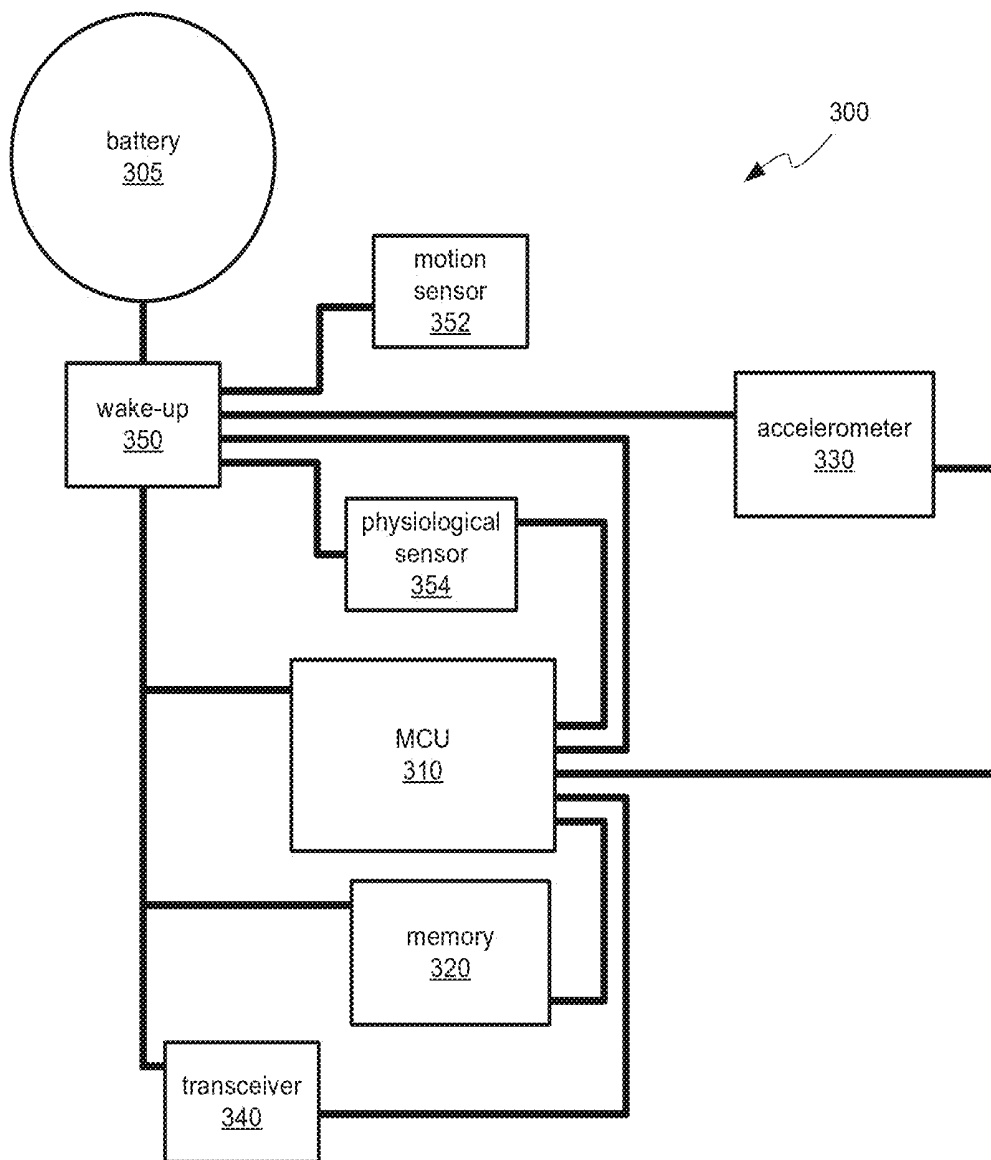 battery
305
300
motion
sensor
352
wake-up
350
accelerometer
330
physiological
sensor
354
MCU
310
memory
320
transceiver
340